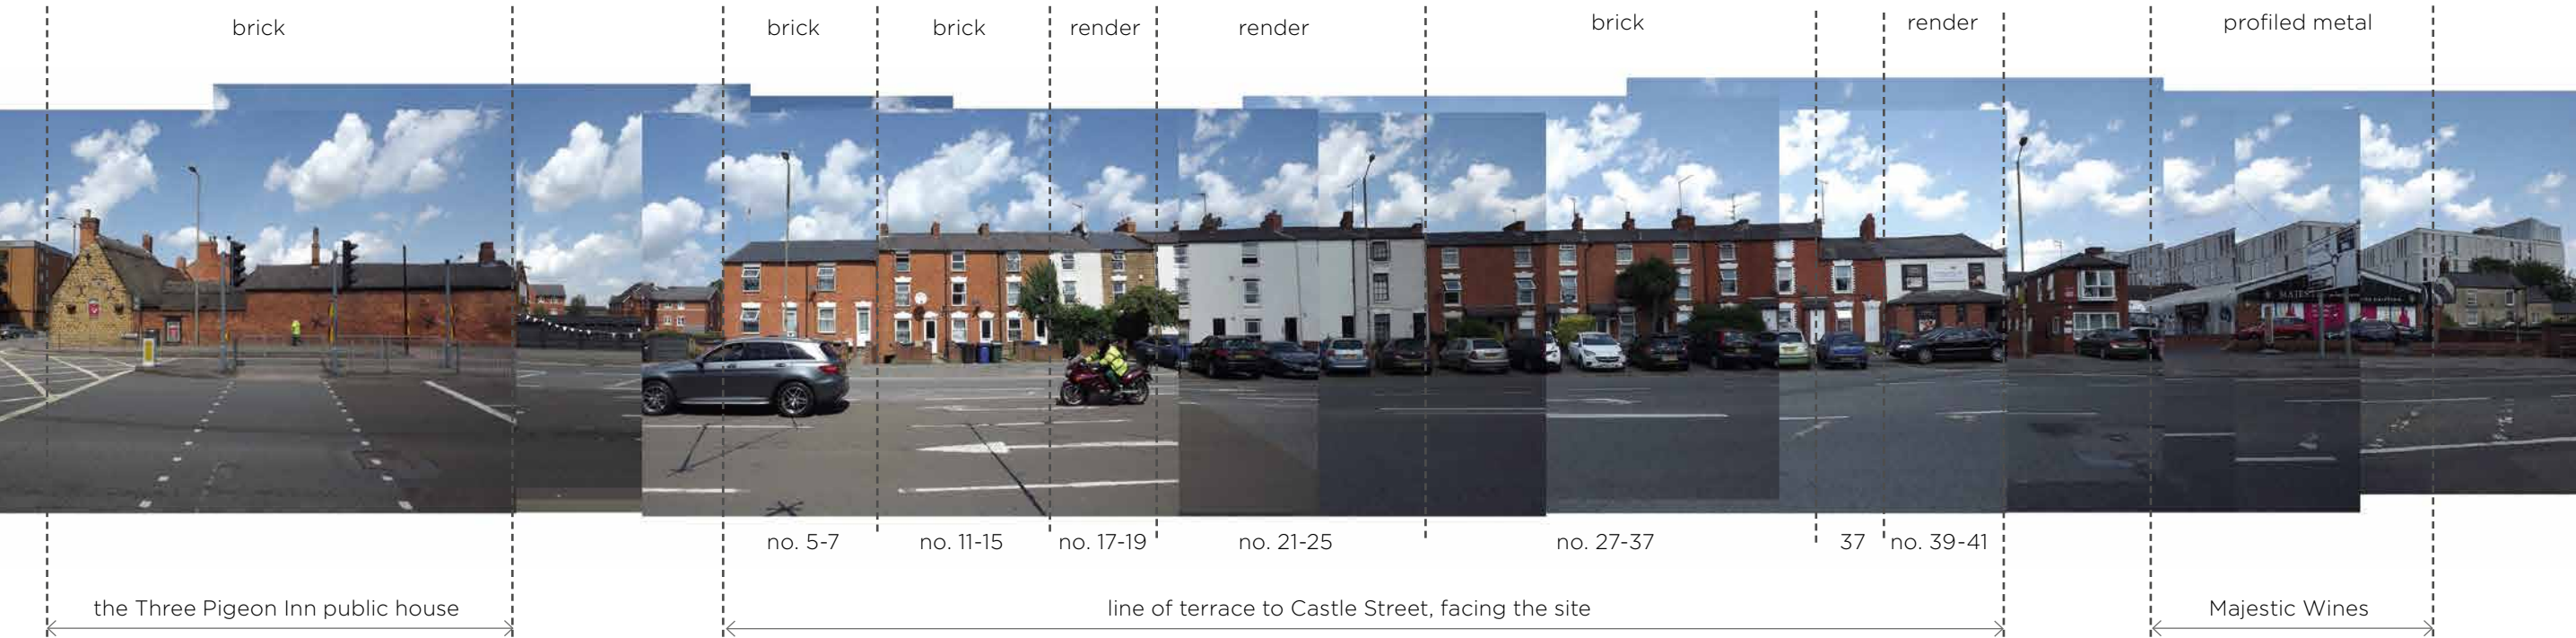 brick
brick
brick
render
render
brick
render
profiled metal
no. 5-7
no. 11-15
no. 17-19
no. 21-25
no. 27-37
37
no. 39-41
the Three Pigeon Inn public house
line of terrace to Castle Street, facing the site
Majestic Wines